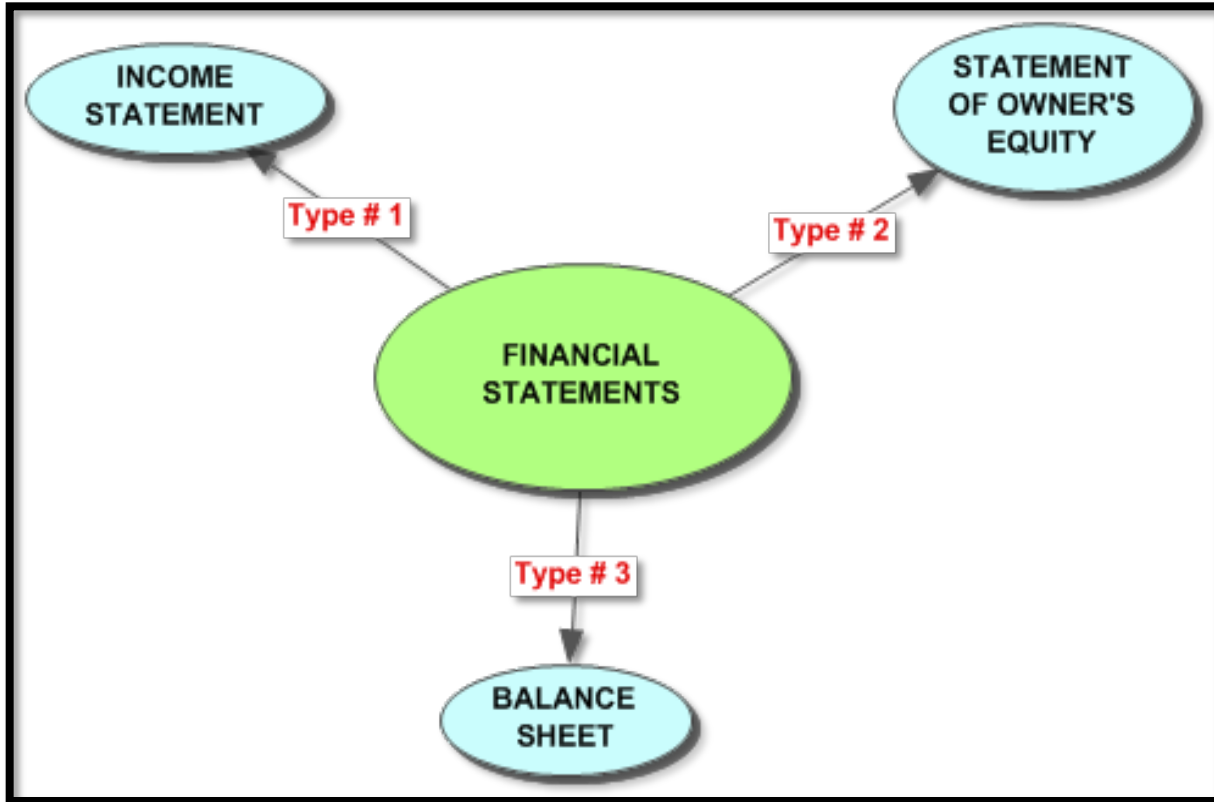 INCOME
STATEMENT
STATEMENT
OF OWNER'S
EQUITY
Type # 1
Type # 2
FINANCIAL
STATEMENTS
Type # 3
BALANCE
SHEET